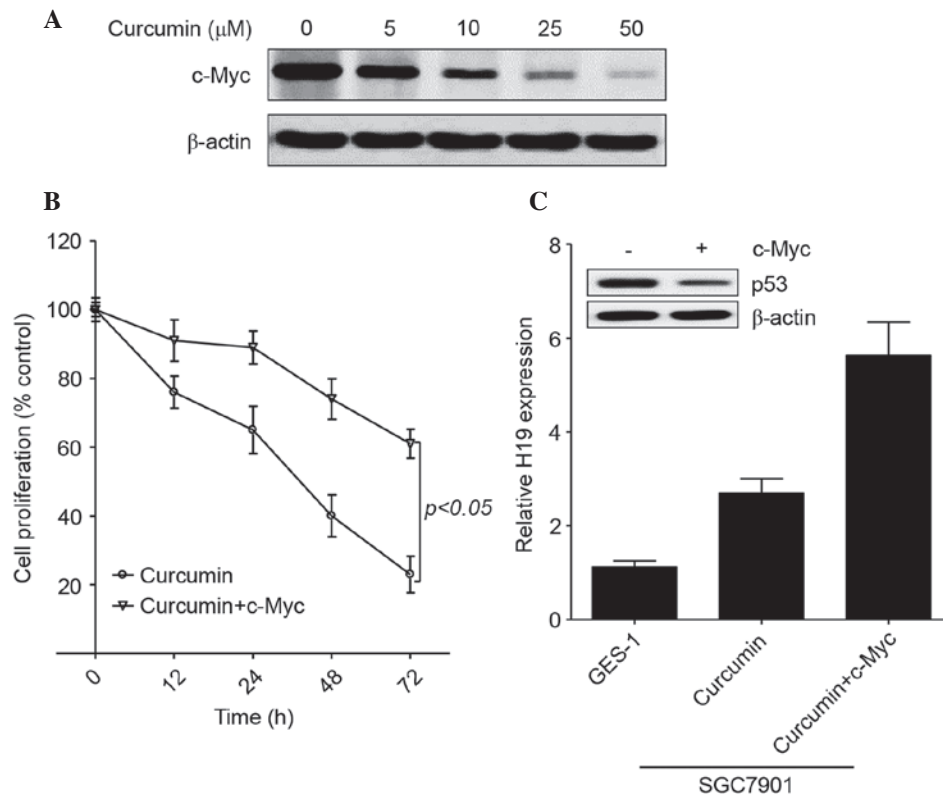 A
Curcumin (μM) 0 5 10 25 50
c-Myc
β-actin
B
120
100
80
60
40
20
Cell proliferation (% control)
p<0.05
Curcumin
Curcumin+c-Myc
0 12 24 48 72
Time (h)
C
8
6
4
2
0
Relative H19 expression
- + c-Myc
p53
β-actin
GES-1
Curcumin
Curcumin+c-Myc
SGC7901